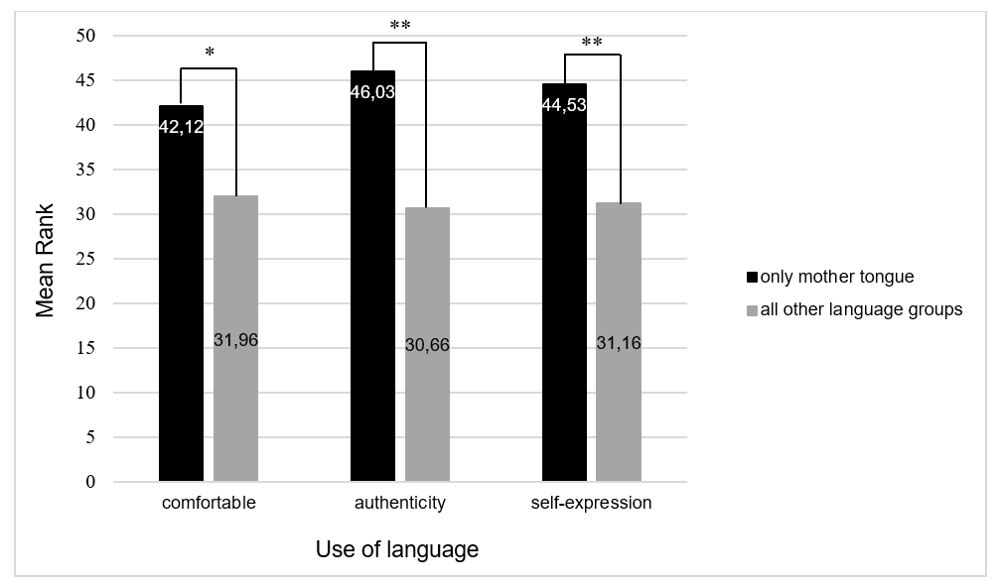 50
45
40
35
30
25
20
15
10
5
0
Mean Rank
*
**
**
42,12
46,03
44,53
31,96
30,66
31,16
comfortable
authenticity
self-expression
Use of language
only mother tongue
all other language groups